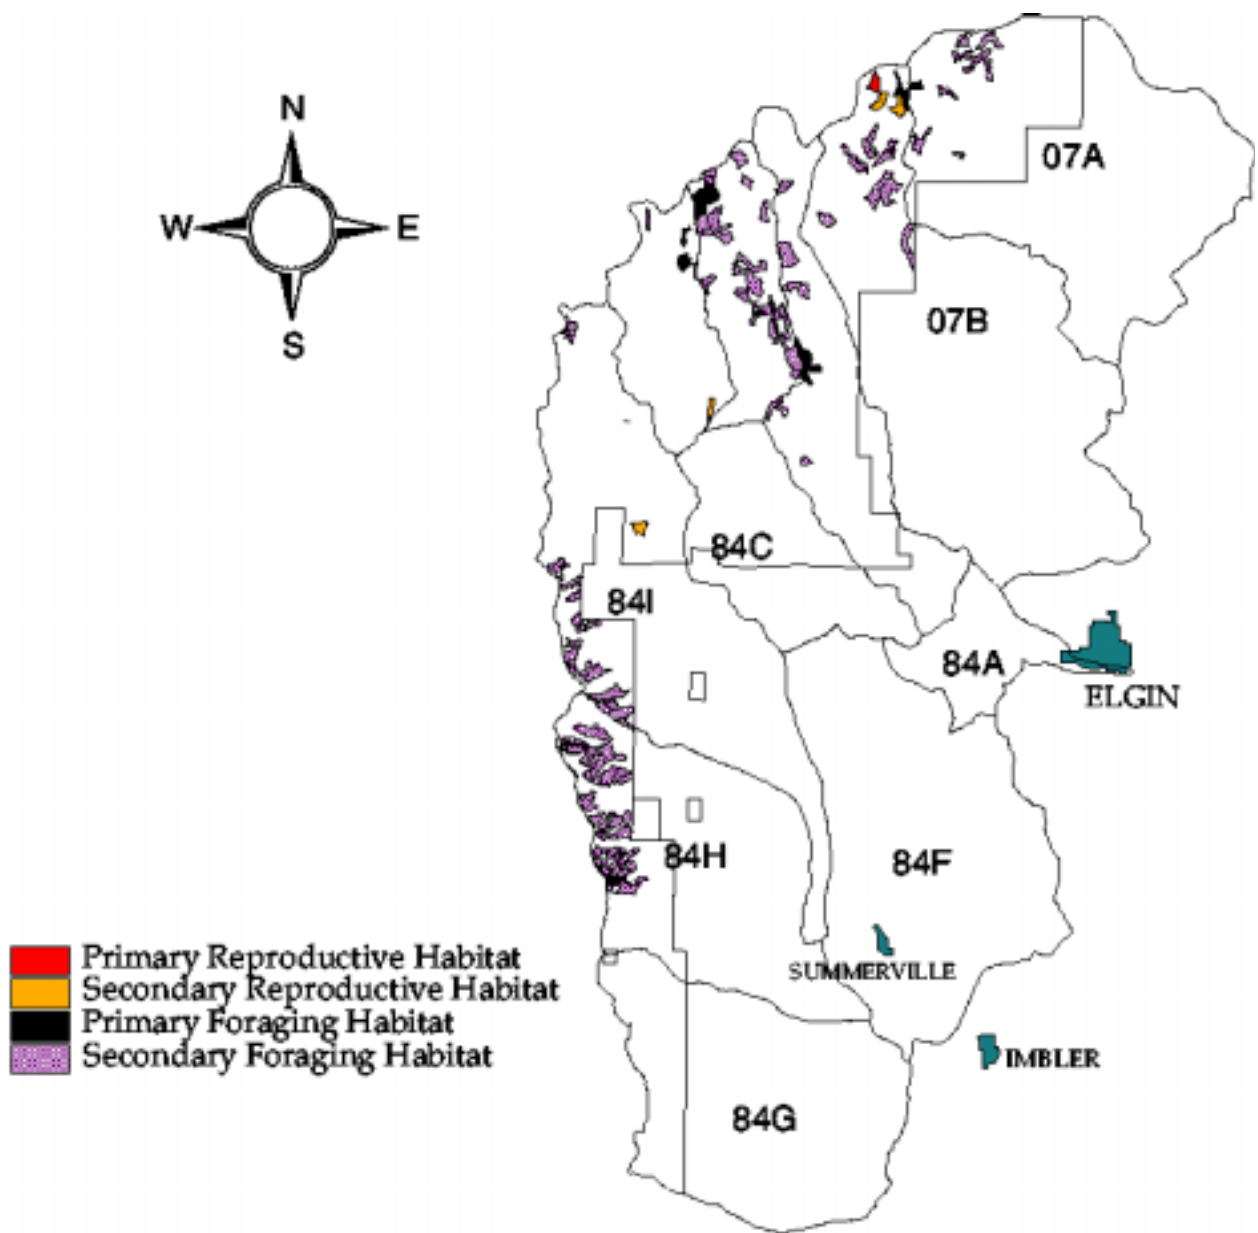 N
W E
S
07A
07B
84C
84I
84A
ELGIN
84H
84F
SUMMERVILLE
Primary Reproductive Habitat
Secondary Reproductive Habitat
Primary Foraging Habitat
Secondary Foraging Habitat
IMBLER
84G